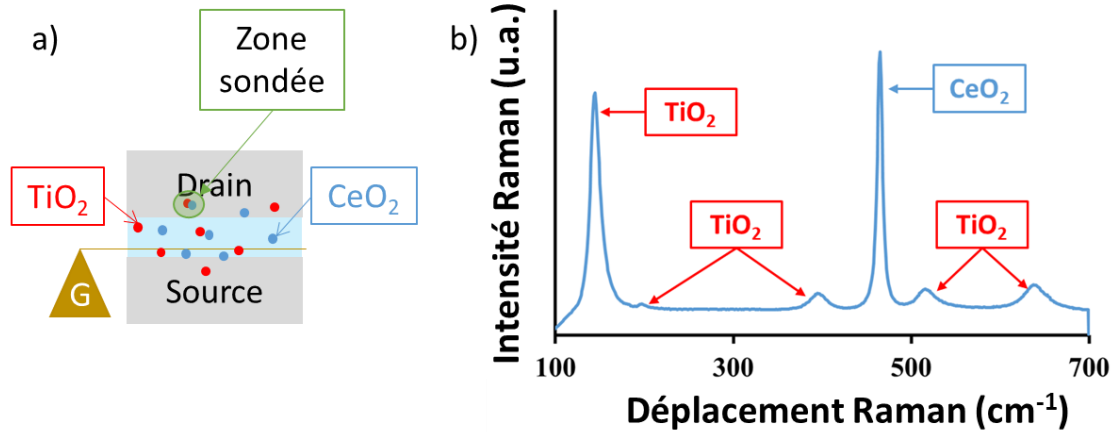 a)
Zone
sondée
TiO2
Drain
CeO2
G
Source
b)
Intensité Raman (u.a.)
TiO2
CeO2
TiO2
TiO2
100
300
500
700
Déplacement Raman (cm-1)